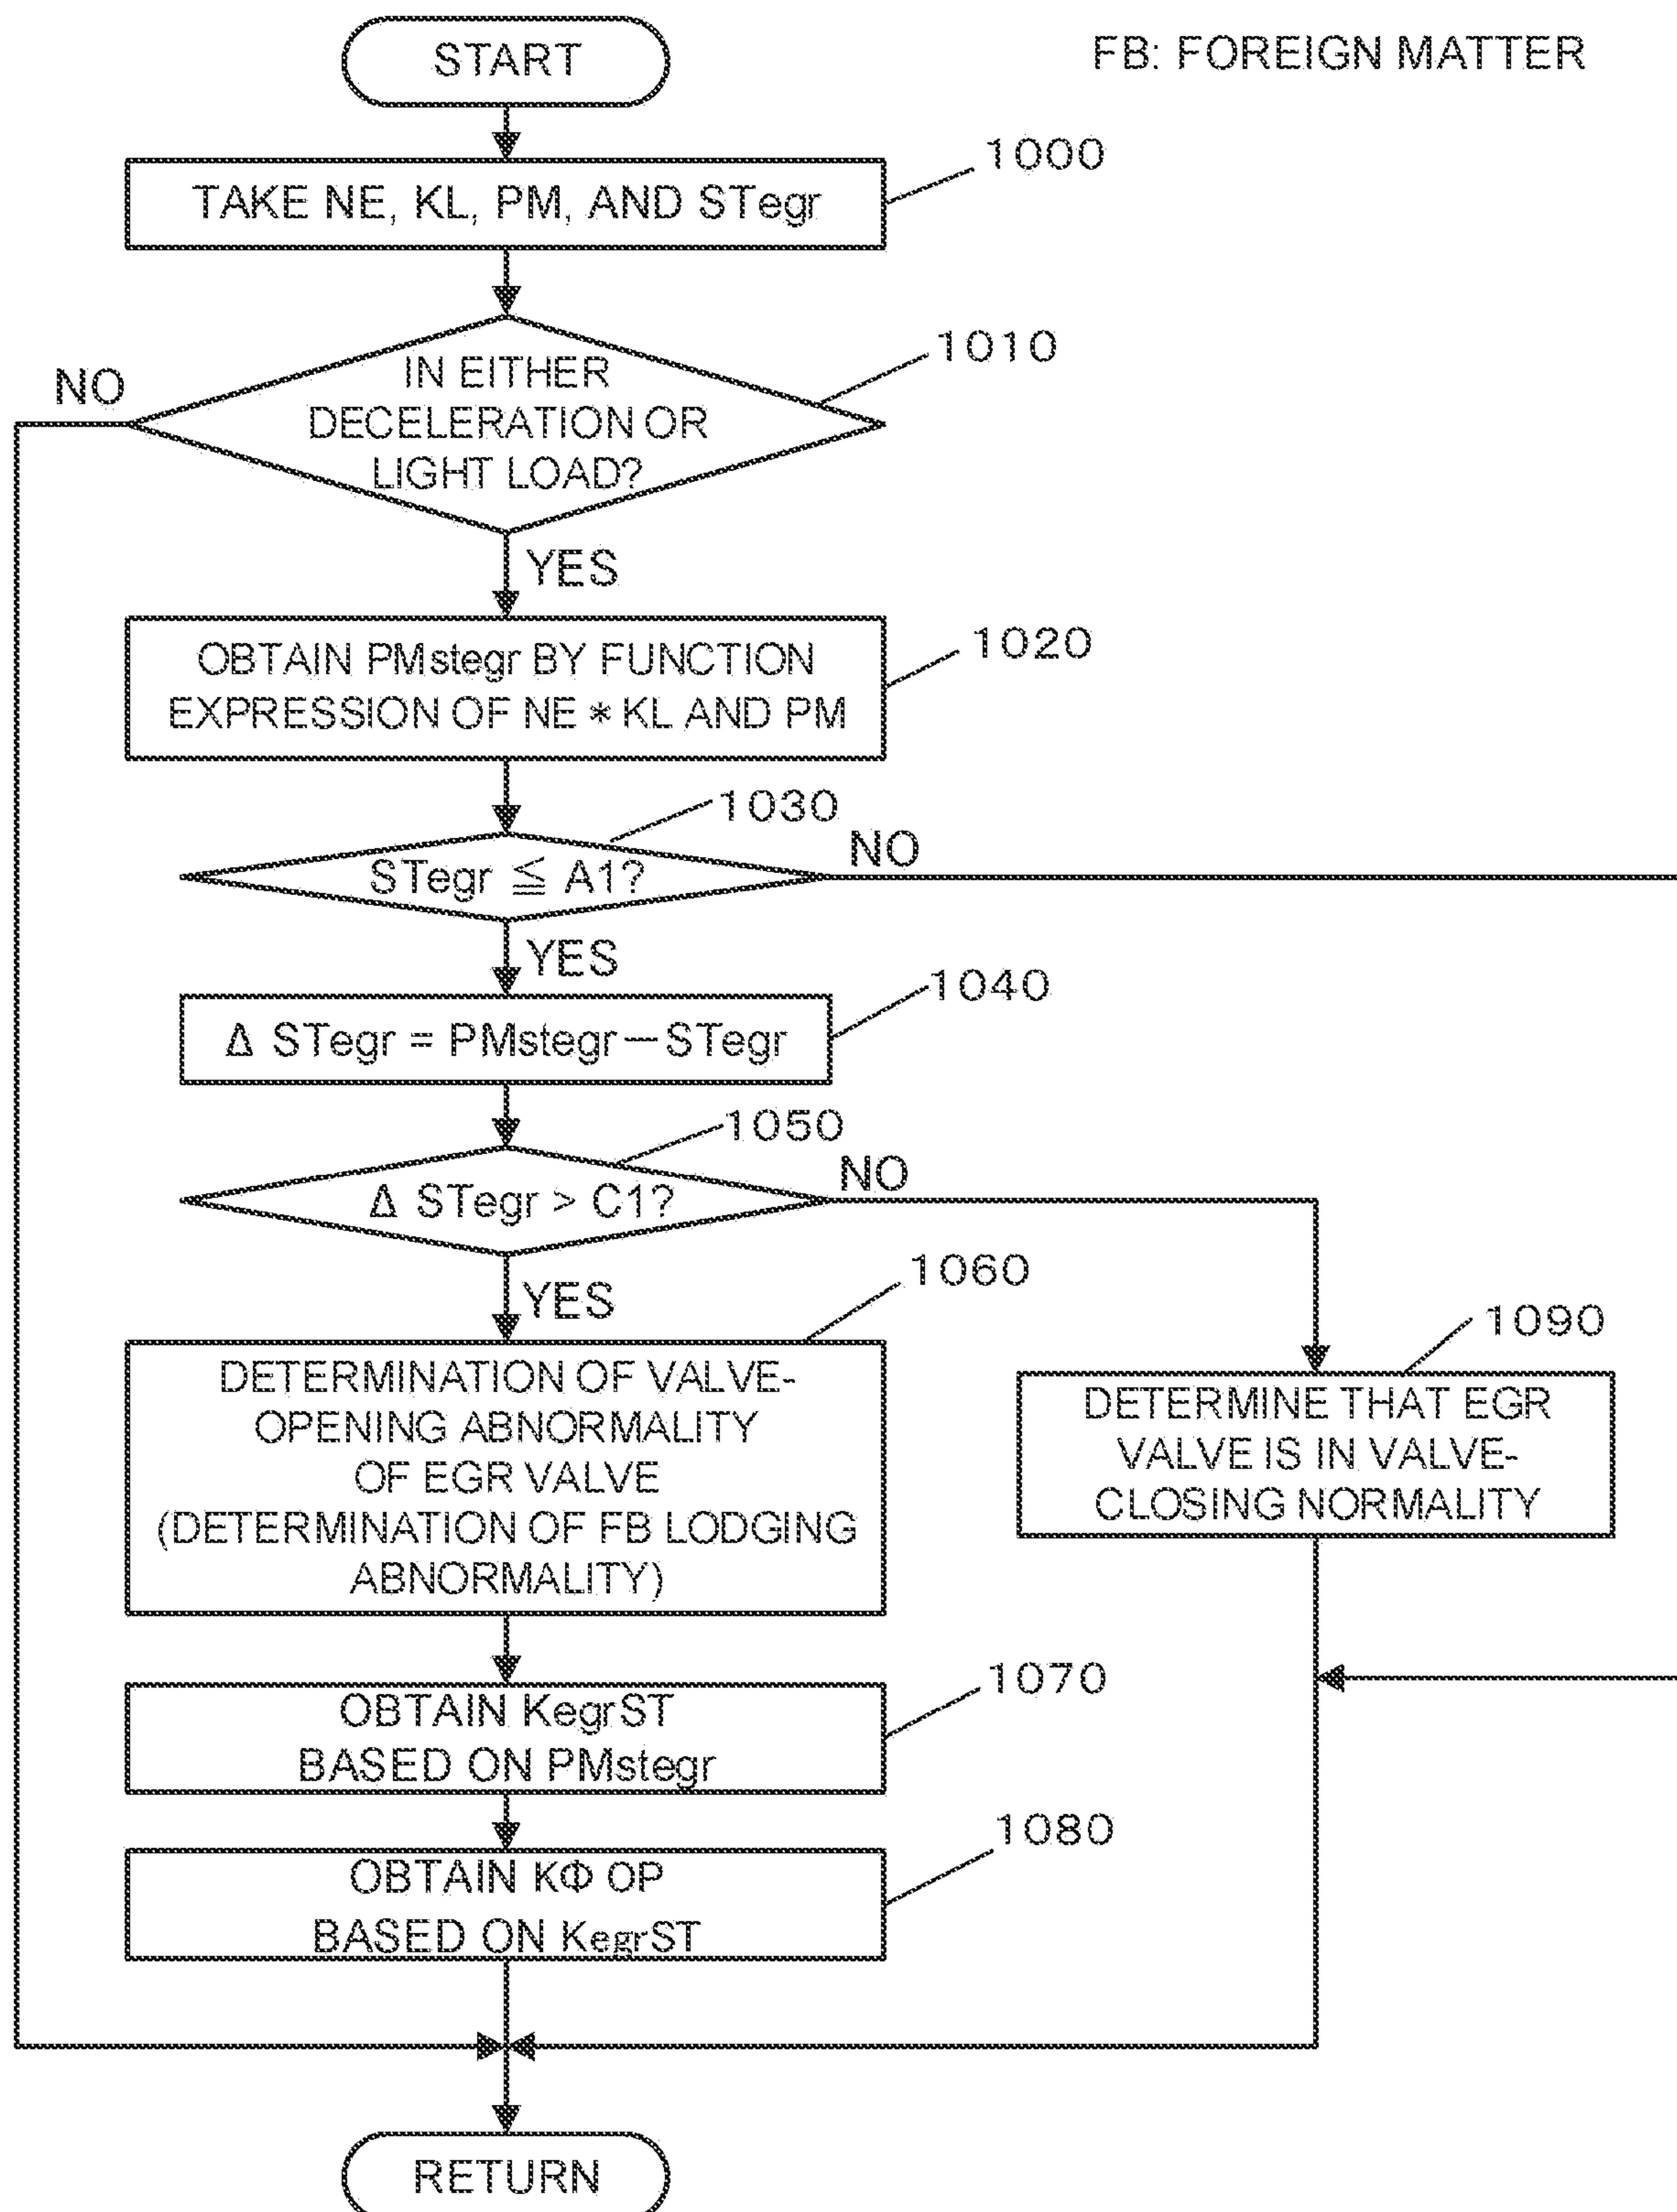 START
FB: FOREIGN MATTER
1000
TAKE NE, KL, PM, AND STegr
1010
NO
IN EITHER
DECELERATION OR
LIGHT LOAD?
YES
1020
OBTAIN PMstegr BY FUNCTION
EXPRESSION OF NE * KL AND PM
1030
NO
STegr ≦ A1?
YES
1040
Δ STegr = PMstegr－STegr
1050
NO
Δ STegr > C1?
YES
1060
DETERMINATION OF VALVE-
OPENING ABNORMALITY
OF EGR VALVE
(DETERMINATION OF FB LODGING
ABNORMALITY)
1090
DETERMINE THAT EGR
VALVE IS IN VALVE-
CLOSING NORMALITY
1070
OBTAIN KegrST
BASED ON PMstegr
1080
OBTAIN KΦ OP
BASED ON KegrST
RETURN